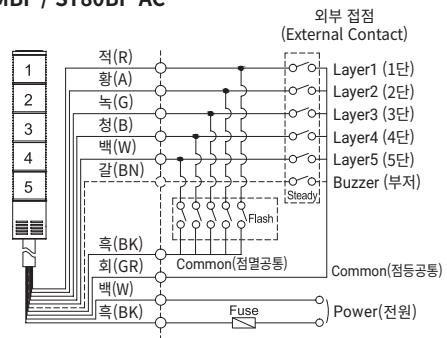 MBF / ST80BF AC
외부 접점
(External Contact)
1
2
3
4
5
적(R)
황(A)
녹(G)
청(B)
백(W)
갈(BN)
흑(BK)
회(GR)
백(W)
흑(BK)
Layer1 (1단)
Layer2 (2단)
Layer3 (3단)
Layer4 (4단)
Layer5 (5단)
Buzzer (부저)
Steady
Flash
Common(점멸공통)
Common(점등공통)
Fuse
Power(전원)